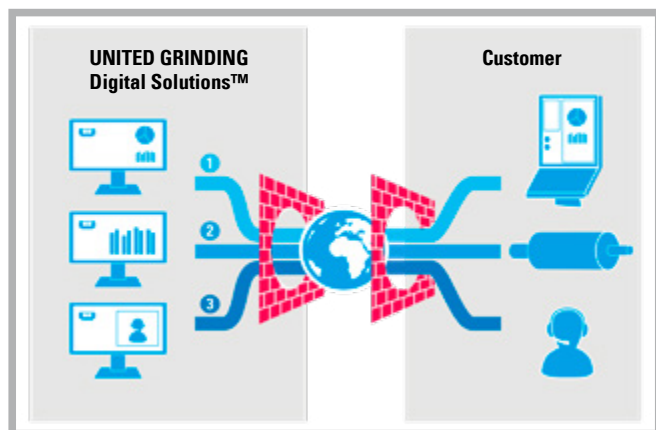 UNITED GRINDING
Digital Solutions™
Customer
1
2
3